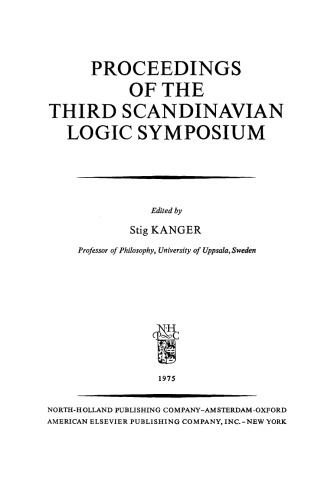 PROCEEDINGS
OF THE
THIRD SCANDINAVIAN
LOGIC SYMPOSIUM
Edited by
Stig KANGER
Professor of Philosophy, University of Uppsala, Sweden
1975
NORTH-HOLLAND PUBLISHING COMPANY–AMSTERDAM-OXFORD
AMERICAN ELSEVIER PUBLISHING COMPANY, INC.–NEW YORK